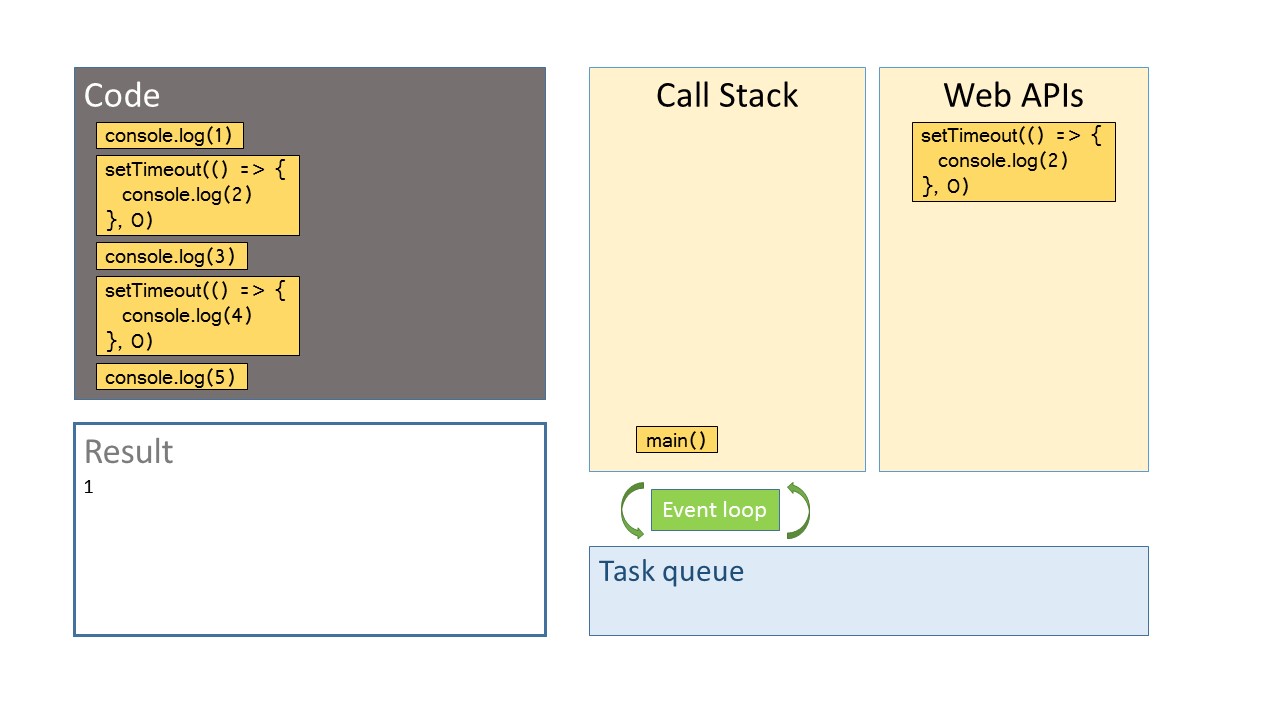 Code
console.log(1)
setTimeout(() => {
console.log(2)
}, 0)
console.log(3)
setTimeout(() => {
console.log(4)
}, 0)
console.log(5)
Result
1
Call Stack
main()
Web APIs
setTimeout(() => {
console.log(2)
}, 0)
Event loop
Task queue